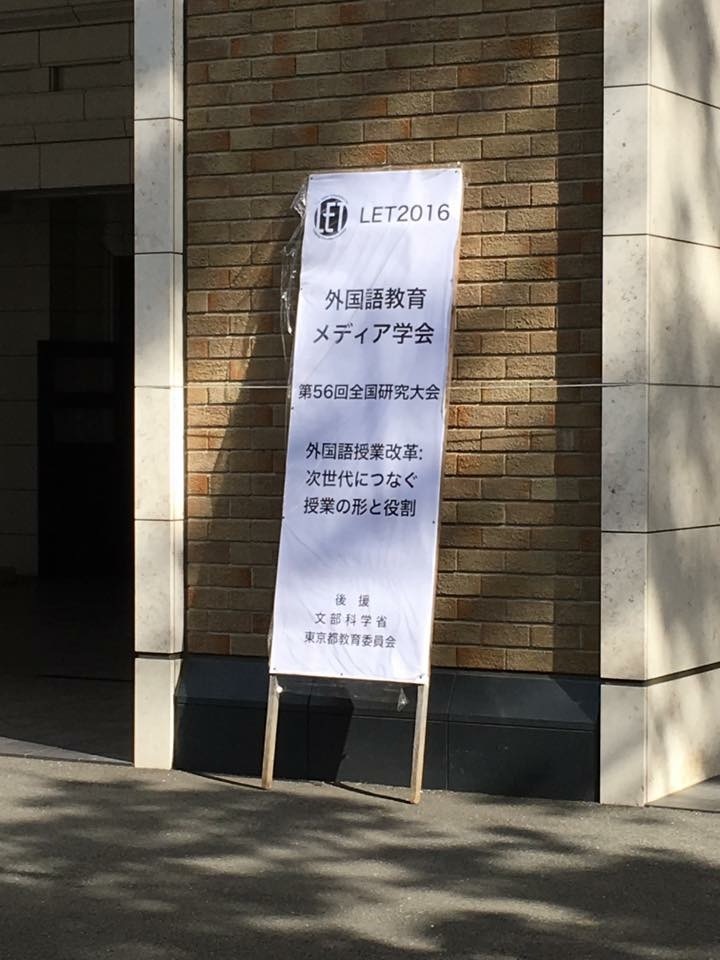 LET LET2016
外国語教育
メディア学会
第56回全国研究大会
外国語授業改革:
次世代につなぐ
授業の形と役割
後 援
文部科学省
東京都教育委員会